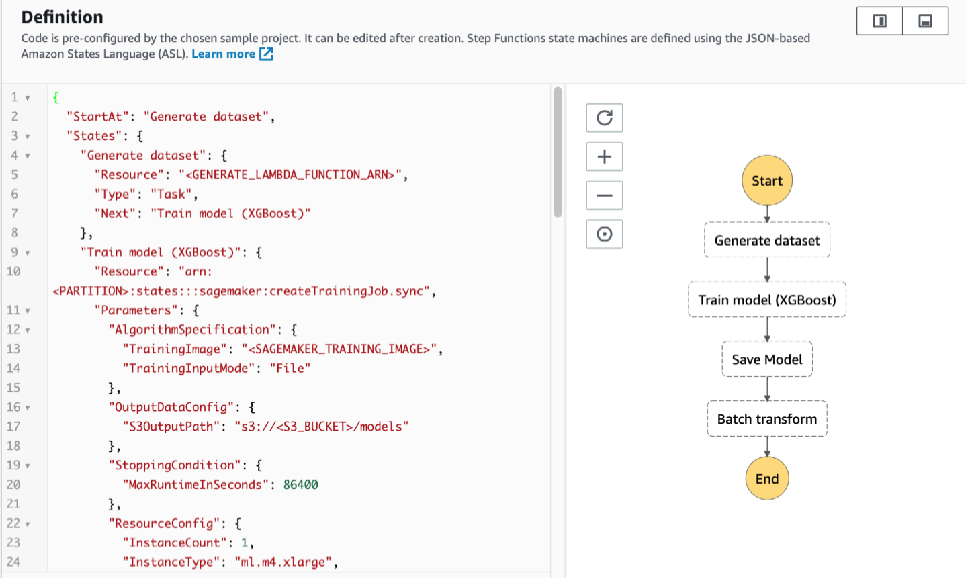 Definition
Code is pre-configured by the chosen sample project. It can be edited after creation. Step Functions state machines are defined using the JSON-based
Amazon States Language (ASL). Learn more
1 {
2 "StartAt": "Generate dataset",
3 "States": {
4 "Generate dataset": {
5 "Resource": "<GENERATE_LAMBDA_FUNCTION_ARN>",
6 "Type": "Task",
7 "Next": "Train model (XGBoost)"
8 },
9 "Train model (XGBoost)": {
10 "Resource": "arn:
<PARTITION>:states:::sagemaker:createTrainingJob.sync",
11 "Parameters": {
12 "AlgorithmSpecification": {
13 "TrainingImage": "<SAGEMAKER_TRAINING_IMAGE>",
14 "TrainingInputMode": "File"
15 },
16 "OutputDataConfig": {
17 "S3OutputPath": "s3://<S3_BUCKET>/models"
18 },
19 "StoppingCondition": {
20 "MaxRuntimeInSeconds": 86400
21 },
22 "ResourceConfig": {
23 "InstanceCount": 1,
24 "InstanceType": "ml.m4.xlarge",
Start
Generate dataset
Train model (XGBoost)
Save Model
Batch transform
End